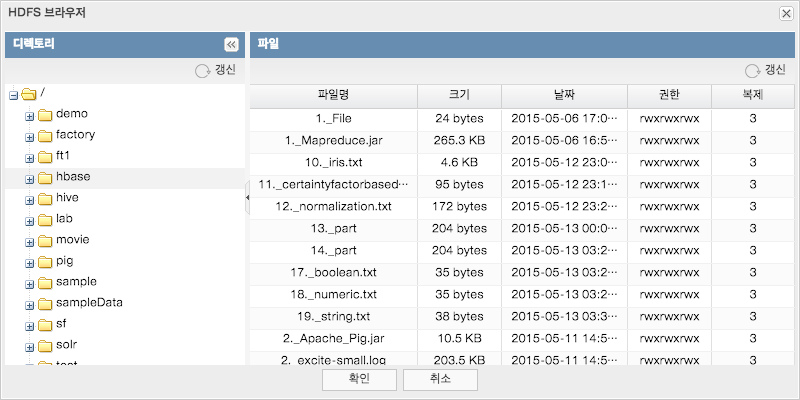 HDFS 브라우저
디렉토리
갱신
/
demo
factory
ft1
hbase
hive
lab
movie
pig
sample
sampleData
sf
solr
test
파일
갱신
파일명 크기 날짜 권한 복제
1._File 24 bytes 2015-05-06 17:0··· rwxrwxrwx 3
1._Mapreduce.jar 265.3 KB 2015-05-06 16:5··· rwxrwxrwx 3
10._iris.txt 4.6 KB 2015-05-12 23:0··· rwxrwxrwx 3
11._certaintyfactorbased··· 95 bytes 2015-05-12 23:1··· rwxrwxrwx 3
12._normalization.txt 172 bytes 2015-05-12 23:2··· rwxrwxrwx 3
13._part 204 bytes 2015-05-13 00:0··· rwxrwxrwx 3
14._part 204 bytes 2015-05-13 03:2··· rwxrwxrwx 3
17._boolean.txt 35 bytes 2015-05-13 03:2··· rwxrwxrwx 3
18._numeric.txt 35 bytes 2015-05-13 03:2··· rwxrwxrwx 3
19._string.txt 38 bytes 2015-05-13 03:3··· rwxrwxrwx 3
2._Apache_Pig.jar 10.5 KB 2015-05-11 14:5··· rwxrwxrwx 3
2._excite-small.log 203.5 KB 2015-05-11 14:5··· rwxrwxrwx 3
확인 취소